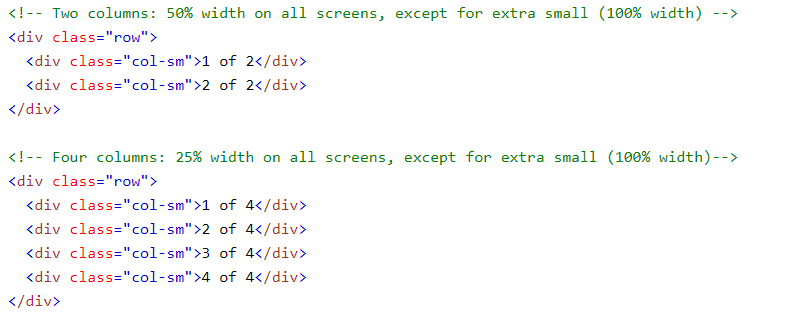 <!-- Two columns: 50% width on all screens, except for extra small (100% width) -->
<div class="row">
  <div class="col-sm">1 of 2</div>
  <div class="col-sm">2 of 2</div>
</div>

<!-- Four columns: 25% width on all screens, except for extra small (100% width)-->
<div class="row">
  <div class="col-sm">1 of 4</div>
  <div class="col-sm">2 of 4</div>
  <div class="col-sm">3 of 4</div>
  <div class="col-sm">4 of 4</div>
</div>